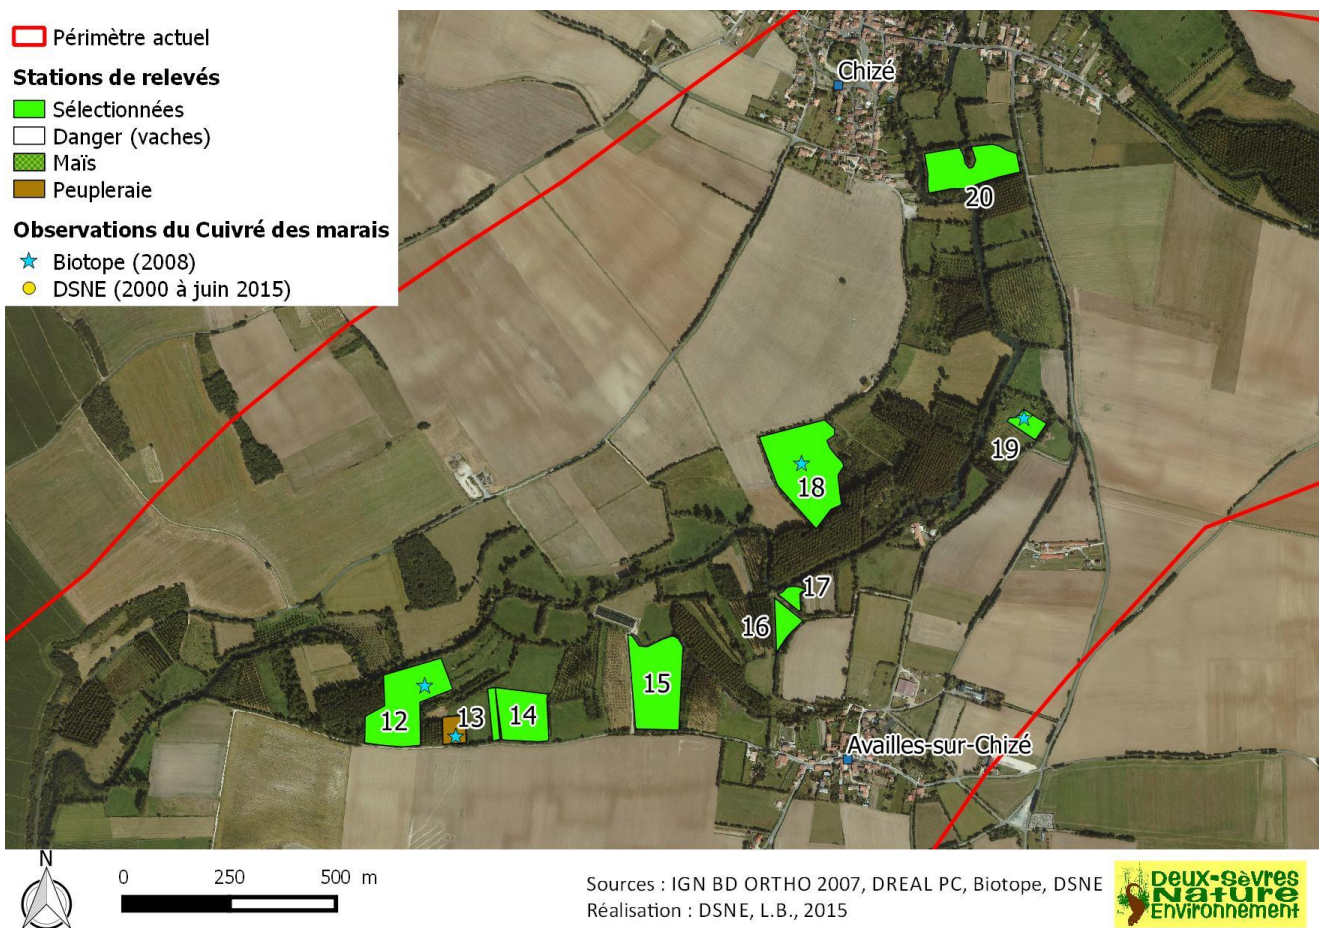 Périmètre actuel
Stations de relevés
Sélectionnées
Danger (vaches)
Maïs
Peupleraie
Observations du Cuivré des marais
Biotope (2008)
DSNE (2000 à juin 2015)
Chizé
20
19
18
17
16
15
12
13
14
Availles-sur-Chizé
N
0 250 500 m
Sources : IGN BD ORTHO 2007, DREAL PC, Biotope, DSNE
Réalisation : DSNE, L.B., 2015
Deux-Sèvres
Nature
Environnement